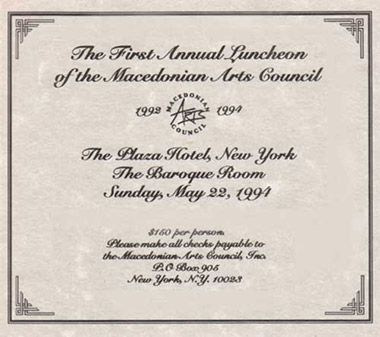 The First Annual Luncheon
of the Macedonian Arts Council
1992 MACEDONIAN ARTS COUNCIL 1994
The Plaza Hotel, New York
The Baroque Room
Sunday, May 22, 1994
$150 per person.
Please make all checks payable to
the Macedonian Arts Council, Inc.
P.O Box 905
New York, N.Y. 10023